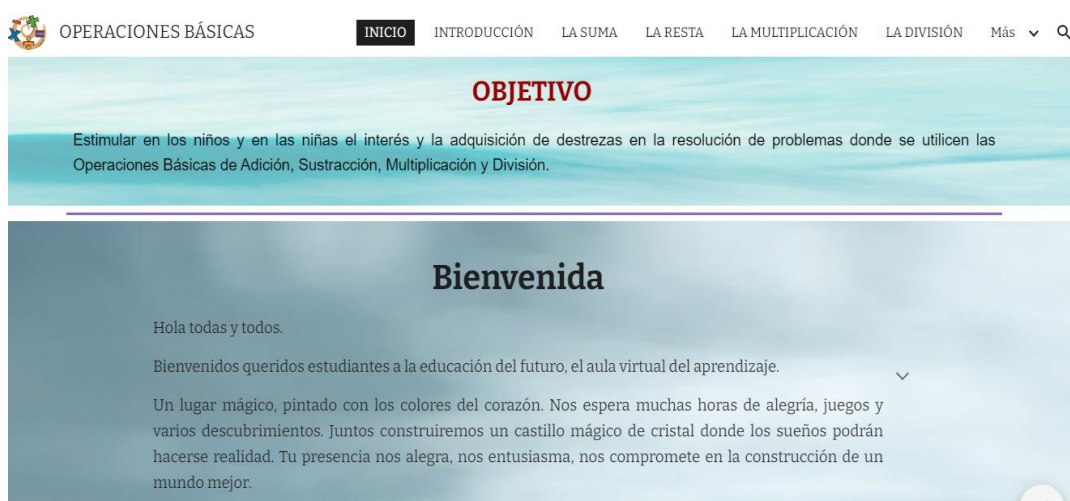 OPERACIONES BÁSICAS INICIO INTRODUCCIÓN LA SUMA LA RESTA LA MULTIPLICACIÓN LA DIVISIÓN Más
OBJETIVO
Estimular en los niños y en las niñas el interés y la adquisición de destrezas en la resolución de problemas donde se utilicen las
Operaciones Básicas de Adición, Sustracción, Multiplicación y División.
Bienvenida
Hola todas y todos.
Bienvenidos queridos estudiantes a la educación del futuro, el aula virtual del aprendizaje.
Un lugar mágico, pintado con los colores del corazón. Nos espera muchas horas de alegría, juegos y
varios descubrimientos. Juntos construiremos un castillo mágico de cristal donde los sueños podrán
hacerse realidad. Tu presencia nos alegra, nos entusiasma, nos compromete en la construcción de un
mundo mejor.